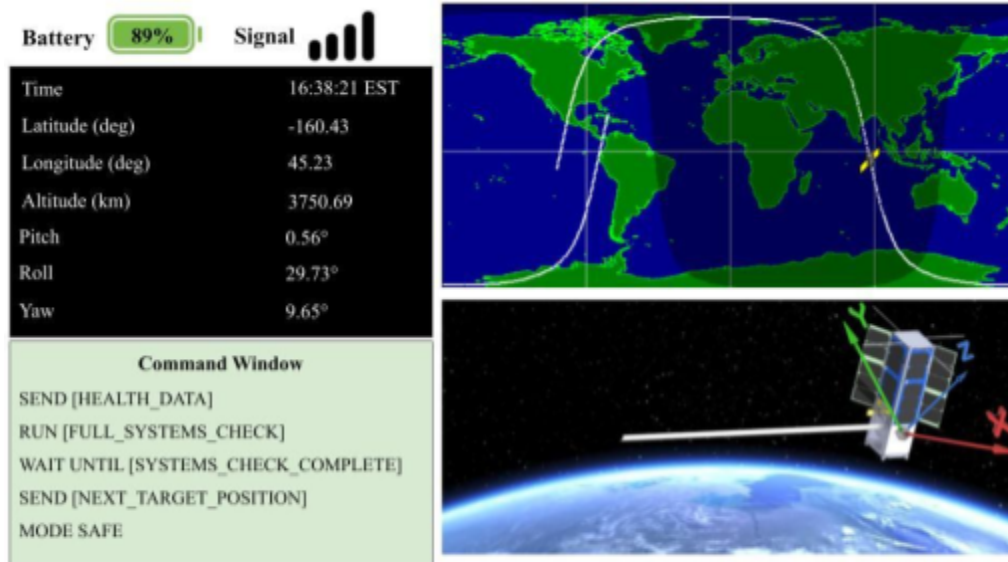 Battery 89% Signal
Time 16:38:21 EST
Latitude (deg) -160.43
Longitude (deg) 45.23
Altitude (km) 3750.69
Pitch 0.56°
Roll 29.73°
Yaw 9.65°
Command Window
SEND [HEALTH_DATA]
RUN [FULL_SYSTEMS_CHECK]
WAIT UNTIL [SYSTEMS_CHECK_COMPLETE]
SEND [NEXT_TARGET_POSITION]
MODE SAFE
Y
Z
X